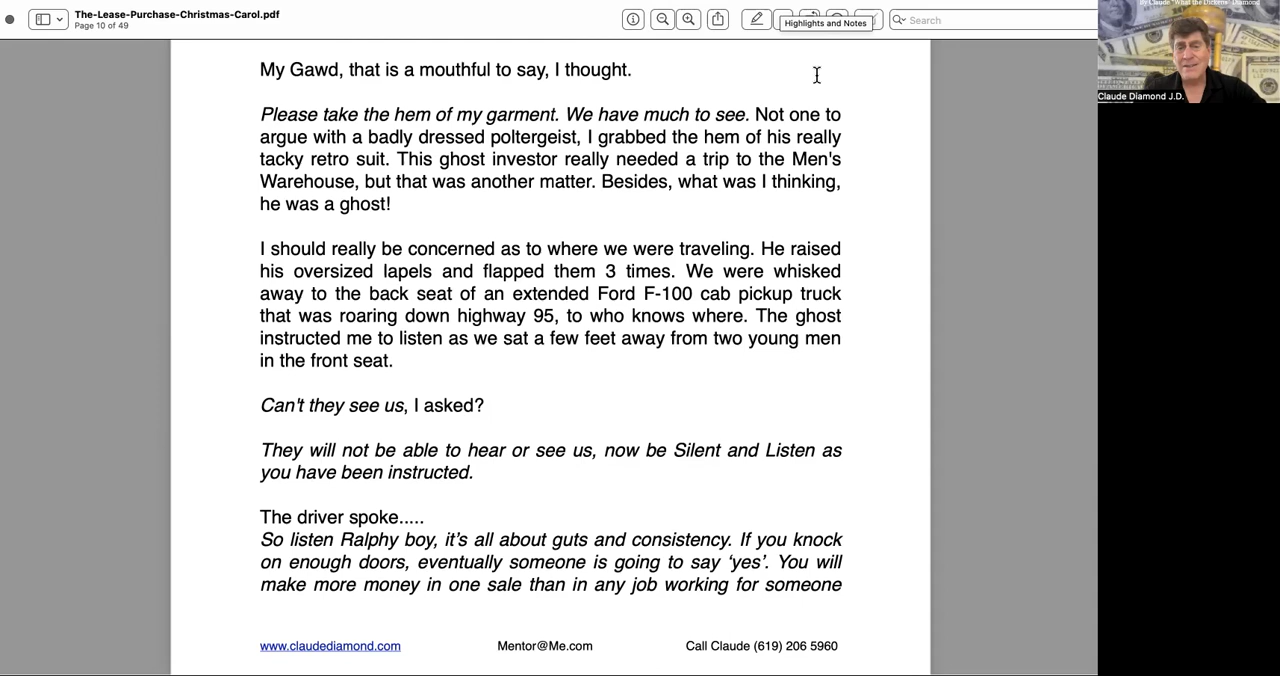 By Claude "What the Dickens" Diamond
The-Lease-Purchase-Christmas-Carol.pdf
Page 10 of 49
Highlights and Notes
Search
Claude Diamond J.D.
My Gawd, that is a mouthful to say, I thought.
Please take the hem of my garment. We have much to see. Not one to
argue with a badly dressed poltergeist, I grabbed the hem of his really
tacky retro suit. This ghost investor really needed a trip to the Men's
Warehouse, but that was another matter. Besides, what was I thinking,
he was a ghost!
I should really be concerned as to where we were traveling. He raised
his oversized lapels and flapped them 3 times. We were whisked
away to the back seat of an extended Ford F-100 cab pickup truck
that was roaring down highway 95, to who knows where. The ghost
instructed me to listen as we sat a few feet away from two young men
in the front seat.
Can't they see us, I asked?
They will not be able to hear or see us, now be Silent and Listen as
you have been instructed.
The driver spoke.....
So listen Ralphy boy, it's all about guts and consistency. If you knock
on enough doors, eventually someone is going to say ‘yes’. You will
make more money in one sale than in any job working for someone
www.claudediamond.com Mentor@Me.com Call Claude (619) 206 5960